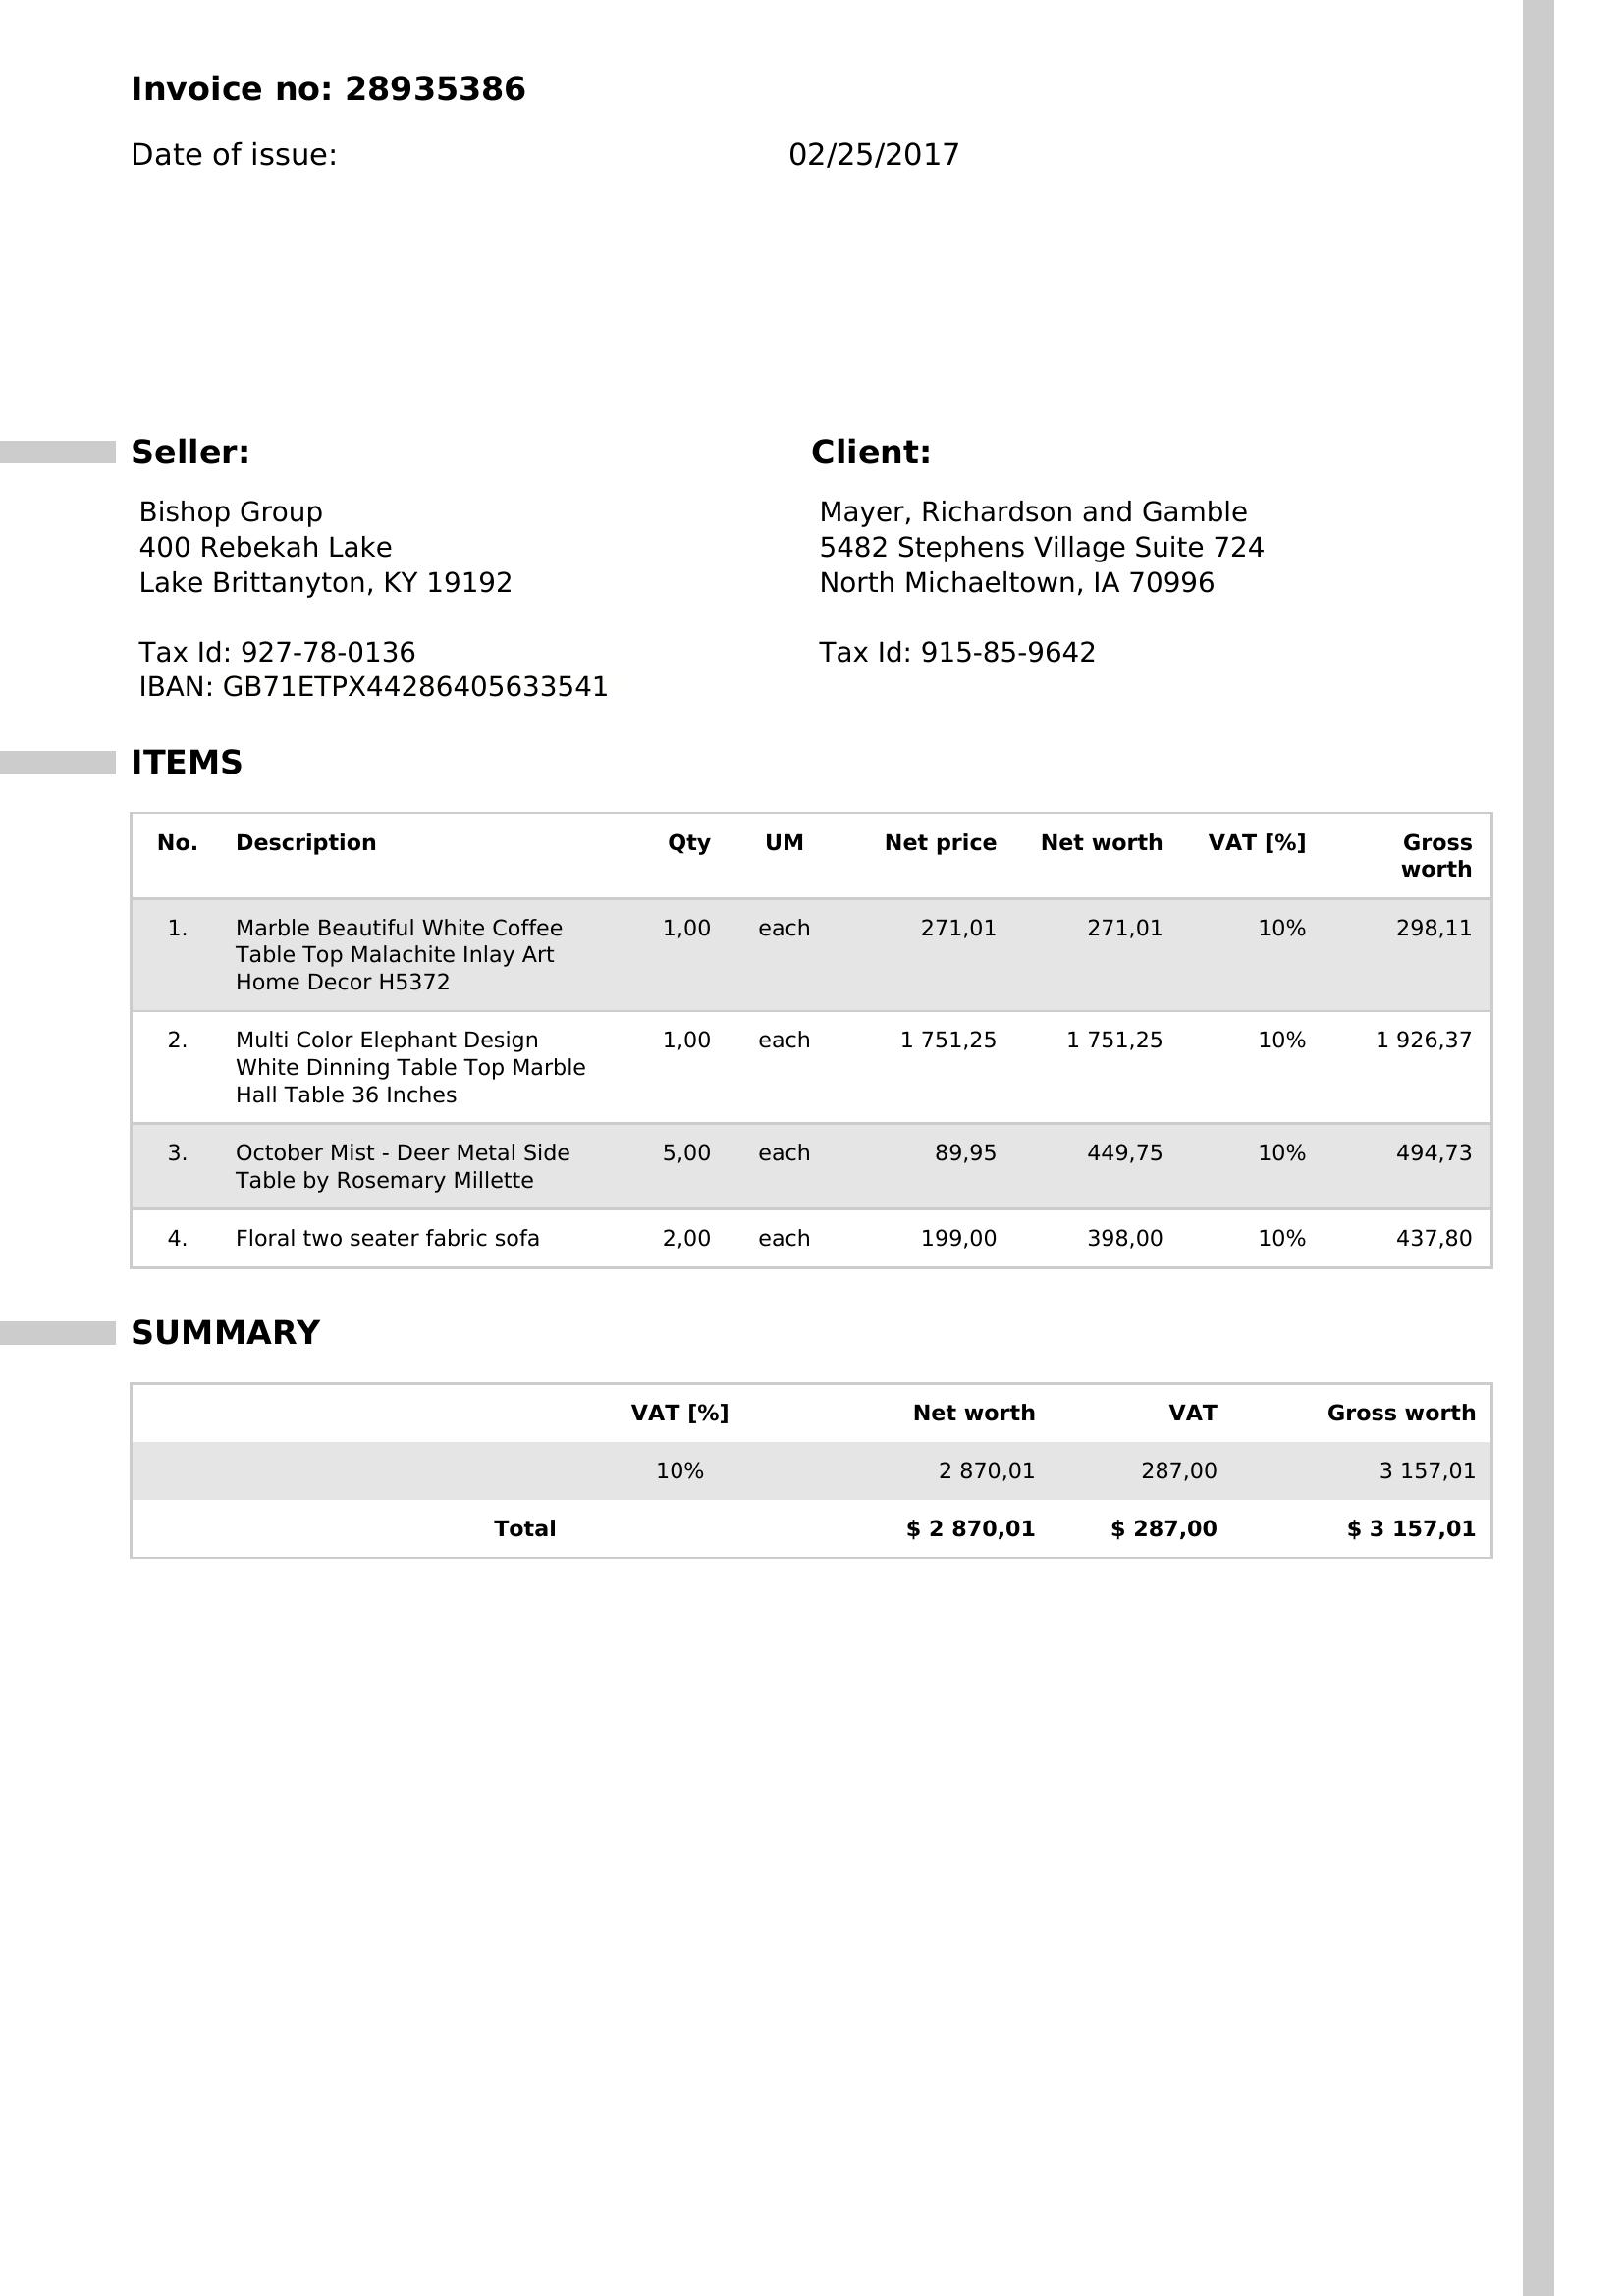 Invoice no: 28935386
Date of issue: 02/25/2017
Seller: Client:
Bishop Group Mayer, Richardson and Gamble
400 Rebekah Lake 5482 Stephens Village Suite 724
Lake Brittanyton, KY 19192 North Michaeltown, IA 70996
Tax Id: 927-78-0136 Tax Id: 915-85-9642
IBAN: GB71ETPX44286405633541
ITEMS
No. Description Qty UM Net price Net worth VAT [%] Gross
worth
1. Marble Beautiful White Coffee 1,00 each 271,01 271,01 10% 298,11
Table Top Malachite Inlay Art
Home Decor H5372
2. Multi Color Elephant Design 1,00 each 1 751,25 1 751,25 10% 1 926,37
White Dinning Table Top Marble
Hall Table 36 Inches
3. October Mist - Deer Metal Side 5,00 each 89,95 449,75 10% 494,73
Table by Rosemary Millette
4. Floral two seater fabric sofa 2,00 each 199,00 398,00 10% 437,80
SUMMARY
VAT [%] Net worth VAT Gross worth
10% 2 870,01 287,00 3 157,01
Total $ 2 870,01 $ 287,00 $ 3 157,01